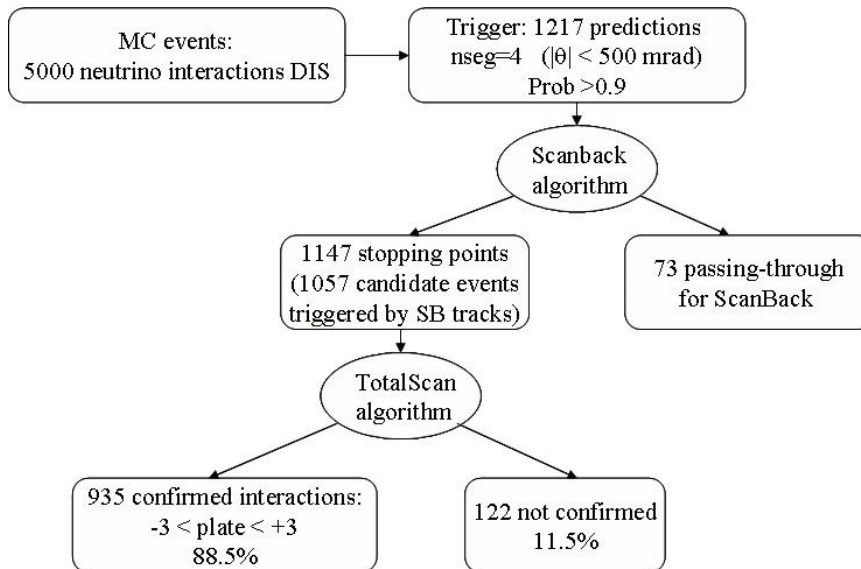 MC events:
5000 neutrino interactions DIS
Trigger: 1217 predictions
nseg=4 (|θ| < 500 mrad)
Prob >0.9
Scanback
algorithm
1147 stopping points
(1057 candidate events
triggered by SB tracks)
73 passing-through
for ScanBack
TotalScan
algorithm
935 confirmed interactions:
-3 < plate < +3
88.5%
122 not confirmed
11.5%